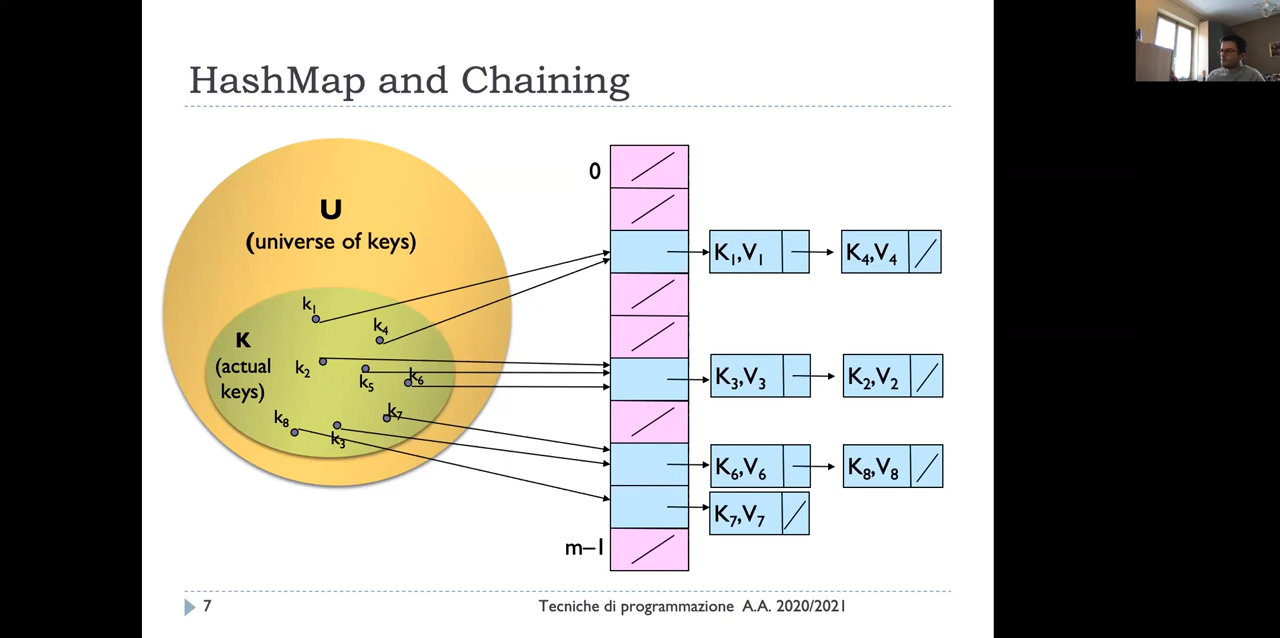 HashMap and Chaining
U
(universe of keys)
K
(actual
keys)
k1
k4
k2
k5
k6
k7
k8
k3
0
m–1
K1,V1
K4,V4
K3,V3
K2,V2
K6,V6
K8,V8
K7,V7
7
Tecniche di programmazione A.A. 2020/2021